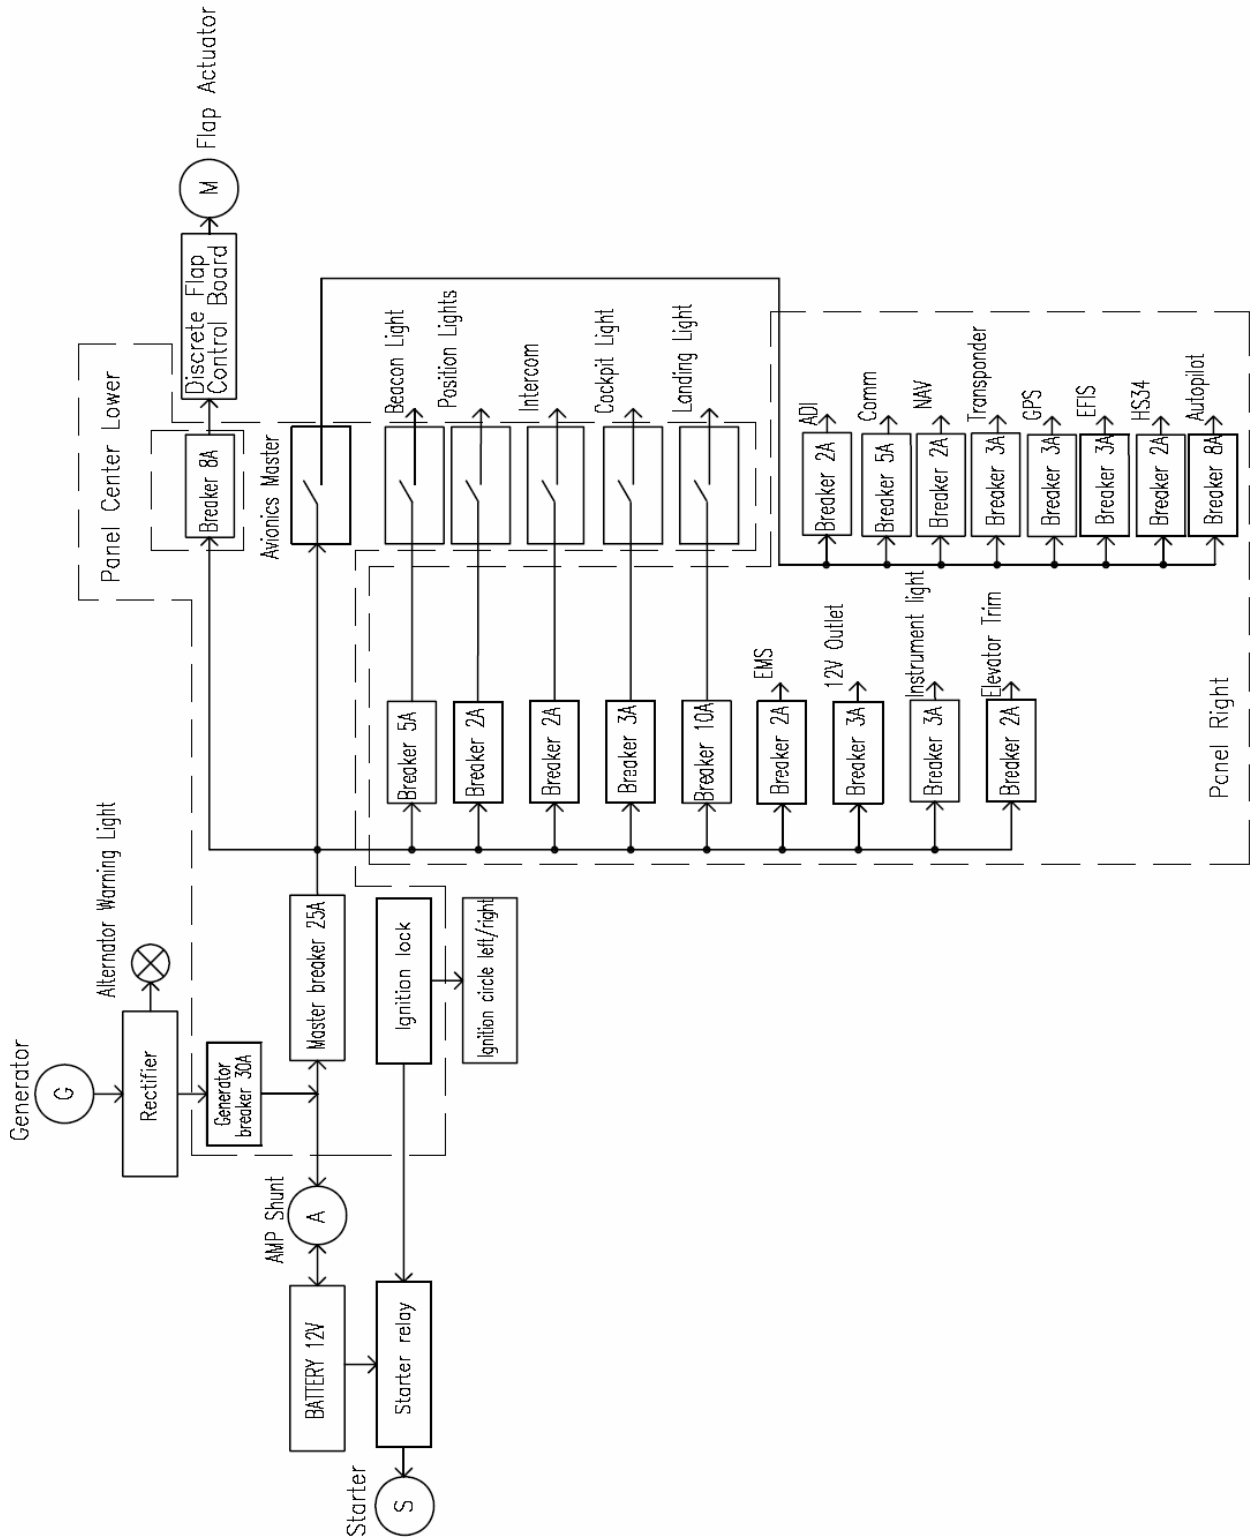 Generator
G
Rectifier
Alternator Warning Light
Generator
breaker 30A
Panel Center Lower
Breaker 8A
Discrete Flap
Control Board
M
Flap Actuator
Starter
S
BATTERY 12V
AMP Shunt
A
Master breaker 25A
Avionics Master
Starter relay
Ignition lock
Ignition circle left/right
Breaker 5A
Beacon Light
Breaker 2A
Position Lights
Breaker 2A
Intercom
Breaker 3A
Cockpit Light
Breaker 10A
Landing Light
Breaker 2A
EMS
Breaker 3A
12V Outlet
Breaker 3A
Instrument light
Breaker 2A
Elevator Trim
Breaker 2A
ADI
Breaker 5A
Comm
Breaker 2A
NAV
Breaker 3A
Transponder
Breaker 3A
GPS
Breaker 3A
EFIS
Breaker 2A
HS34
Breaker 8A
Autopilot
Panel Right